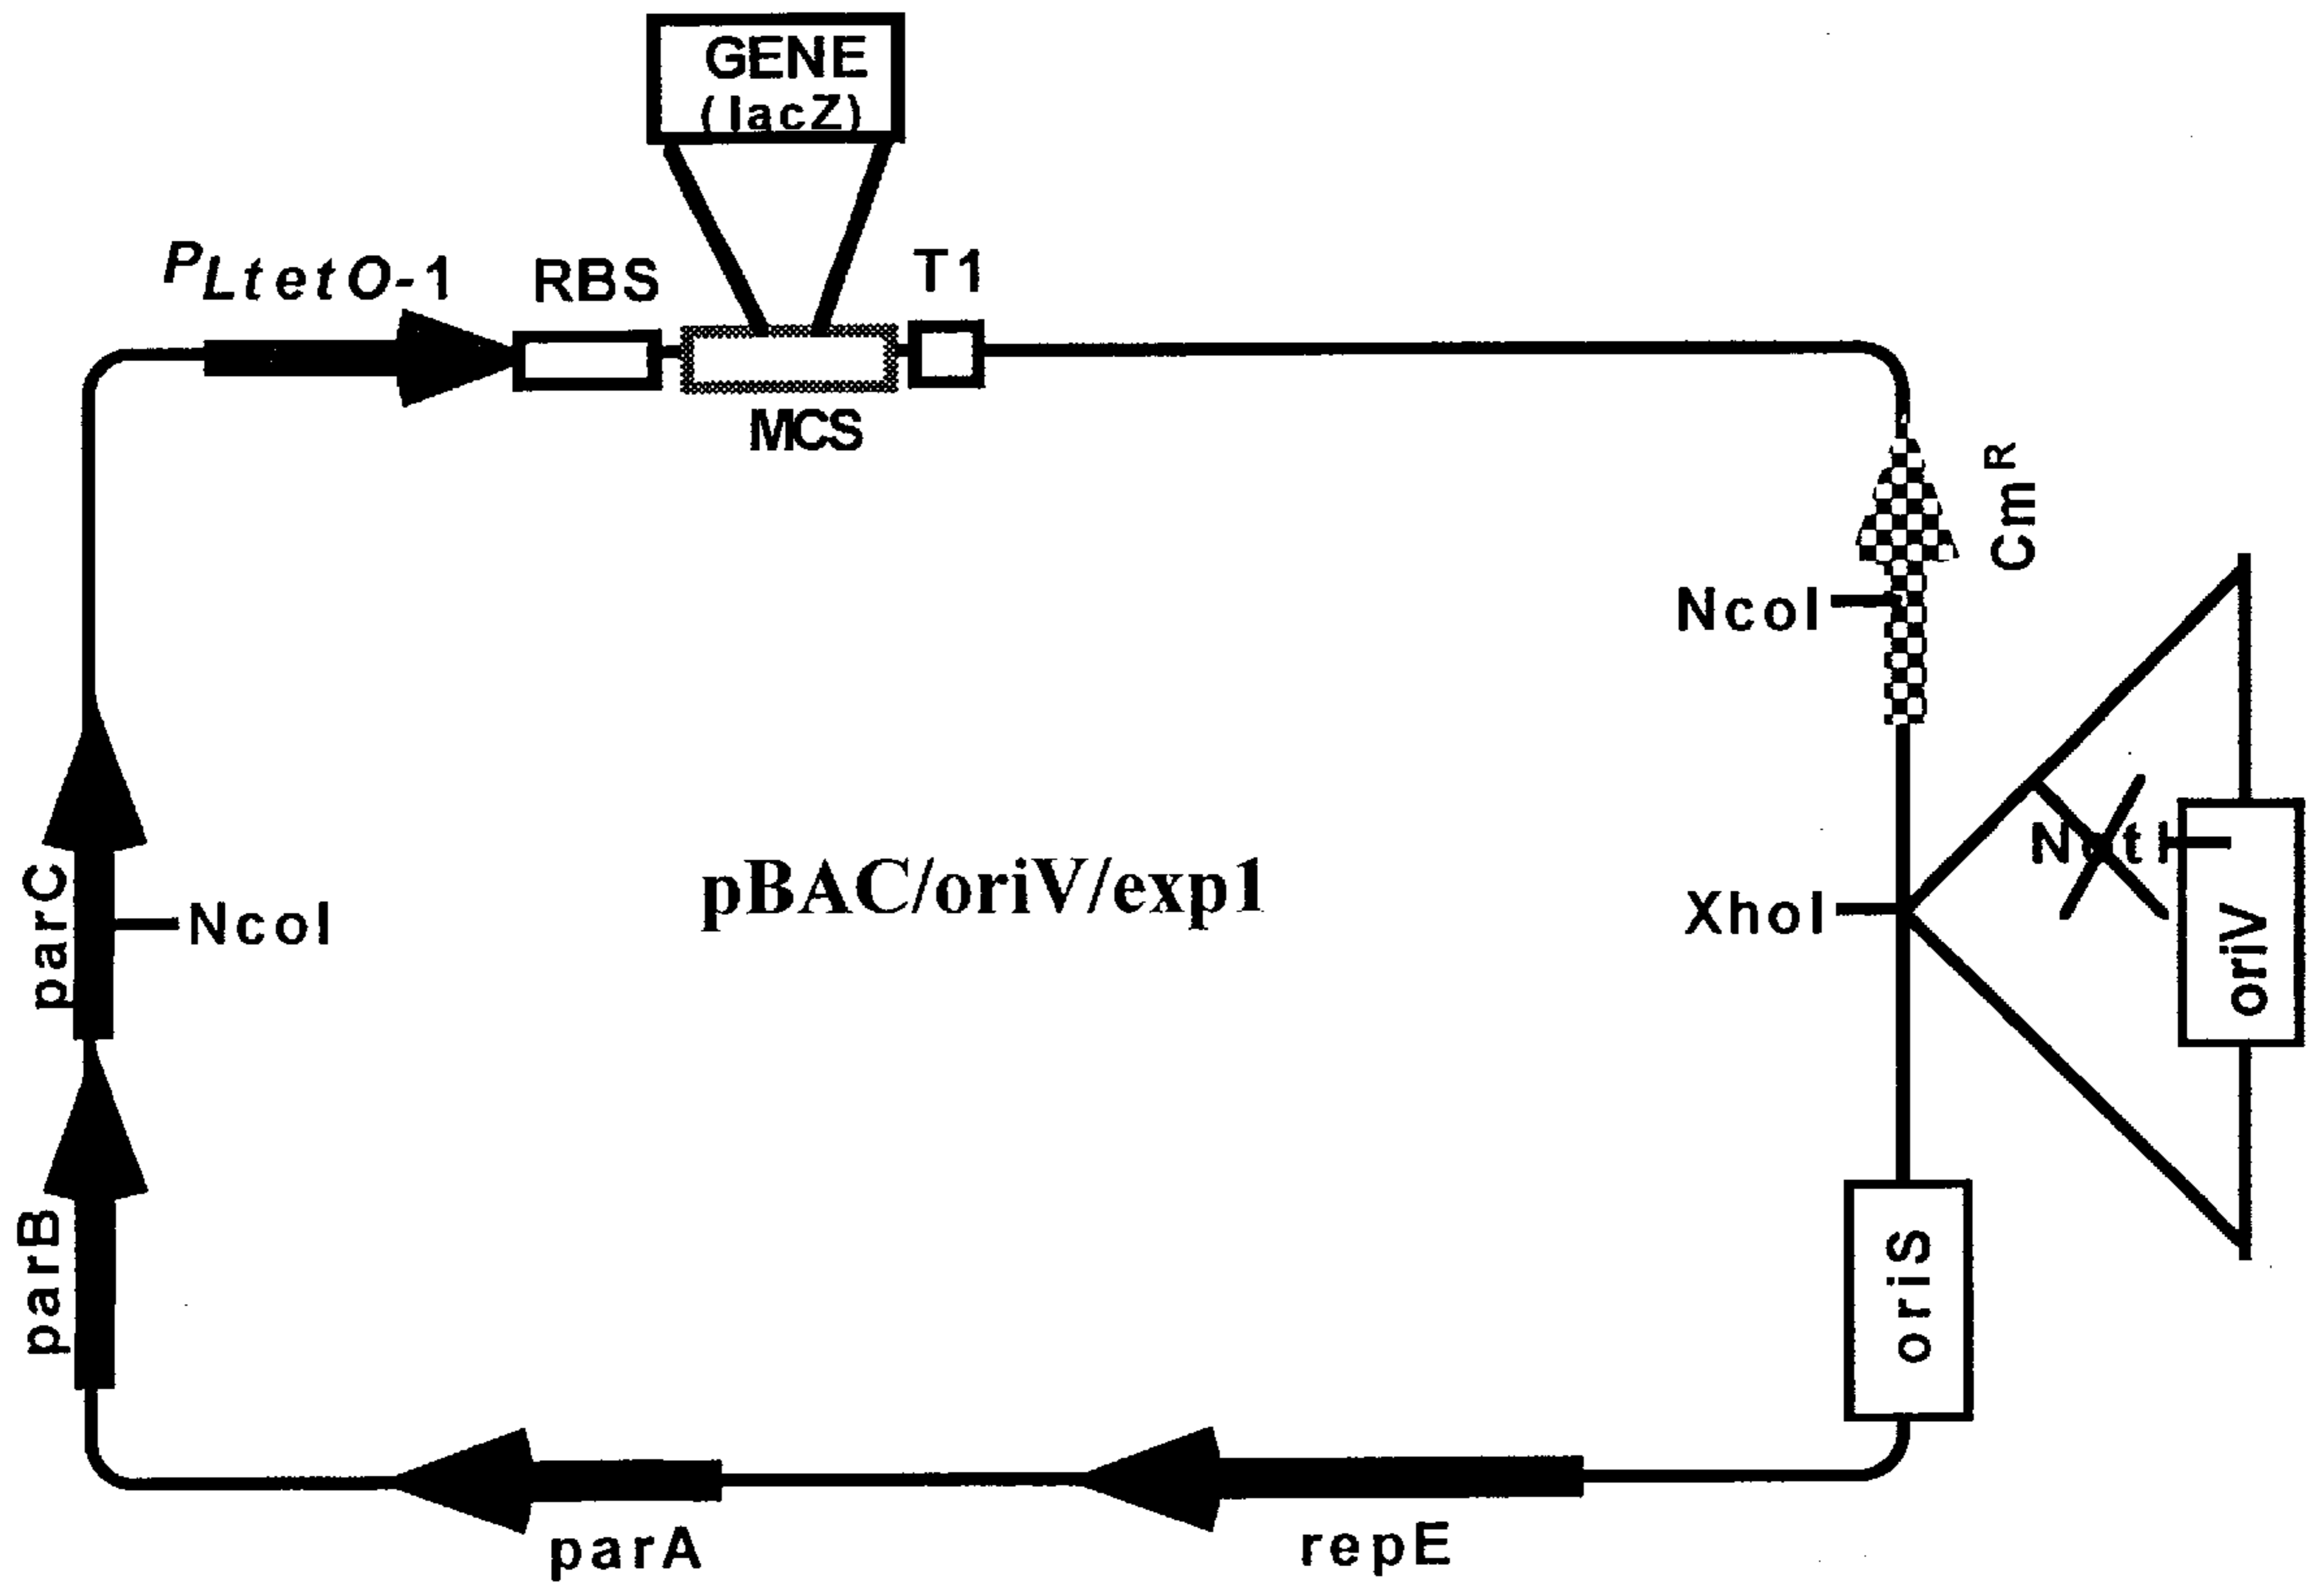 GENE
(lacZ)
PLtetO-1
RBS
T1
MCS
CmR
NcoI
NotI
XhoI
oriV
parC
NcoI
pBAC/oriV/exp1
parB
oriS
parA
repE